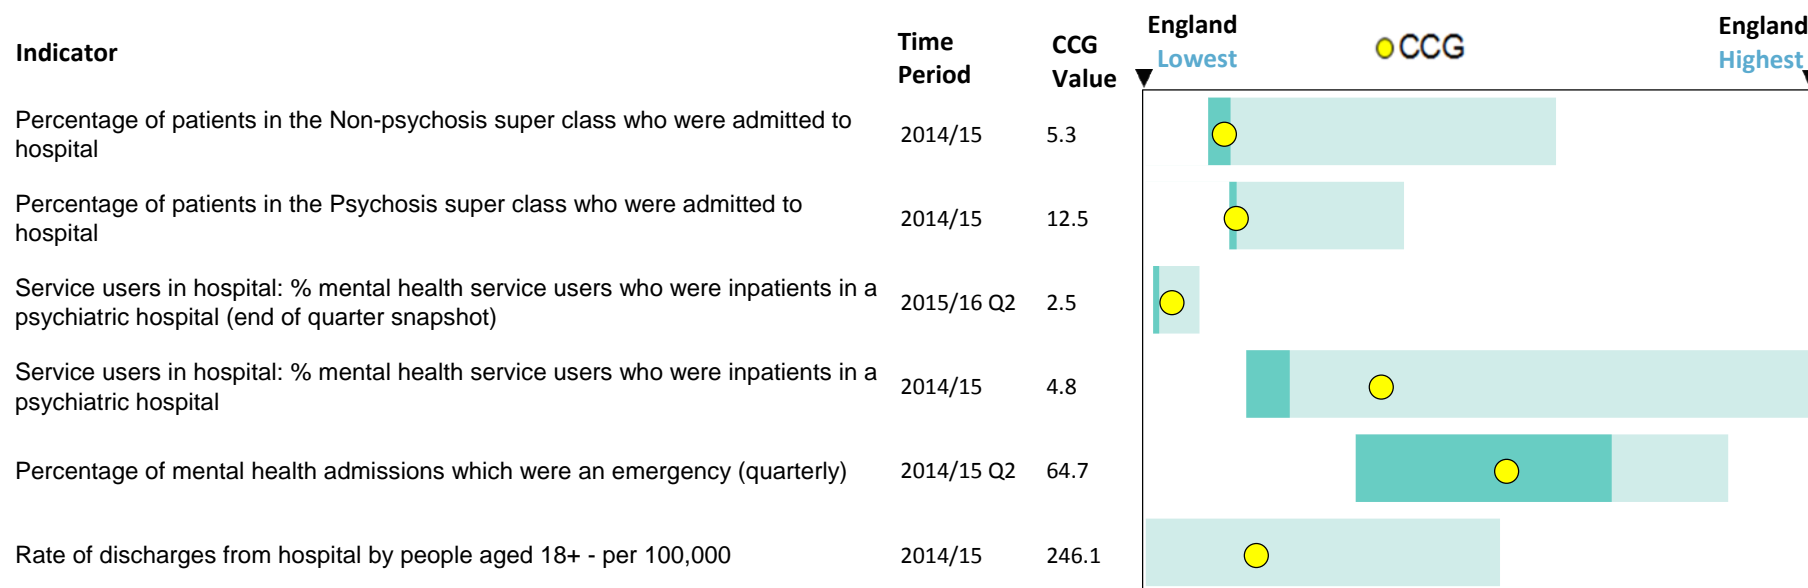 Indicator
Time
Period
CCG
Value
England
Lowest
CCG
England
Highest
Percentage of patients in the Non-psychosis super class who were admitted to
hospital
2014/15
5.3
Percentage of patients in the Psychosis super class who were admitted to
hospital
2014/15
12.5
Service users in hospital: % mental health service users who were inpatients in a
psychiatric hospital (end of quarter snapshot)
2015/16 Q2
2.5
Service users in hospital: % mental health service users who were inpatients in a
psychiatric hospital
2014/15
4.8
Percentage of mental health admissions which were an emergency (quarterly)
2014/15 Q2
64.7
Rate of discharges from hospital by people aged 18+ - per 100,000
2014/15
246.1